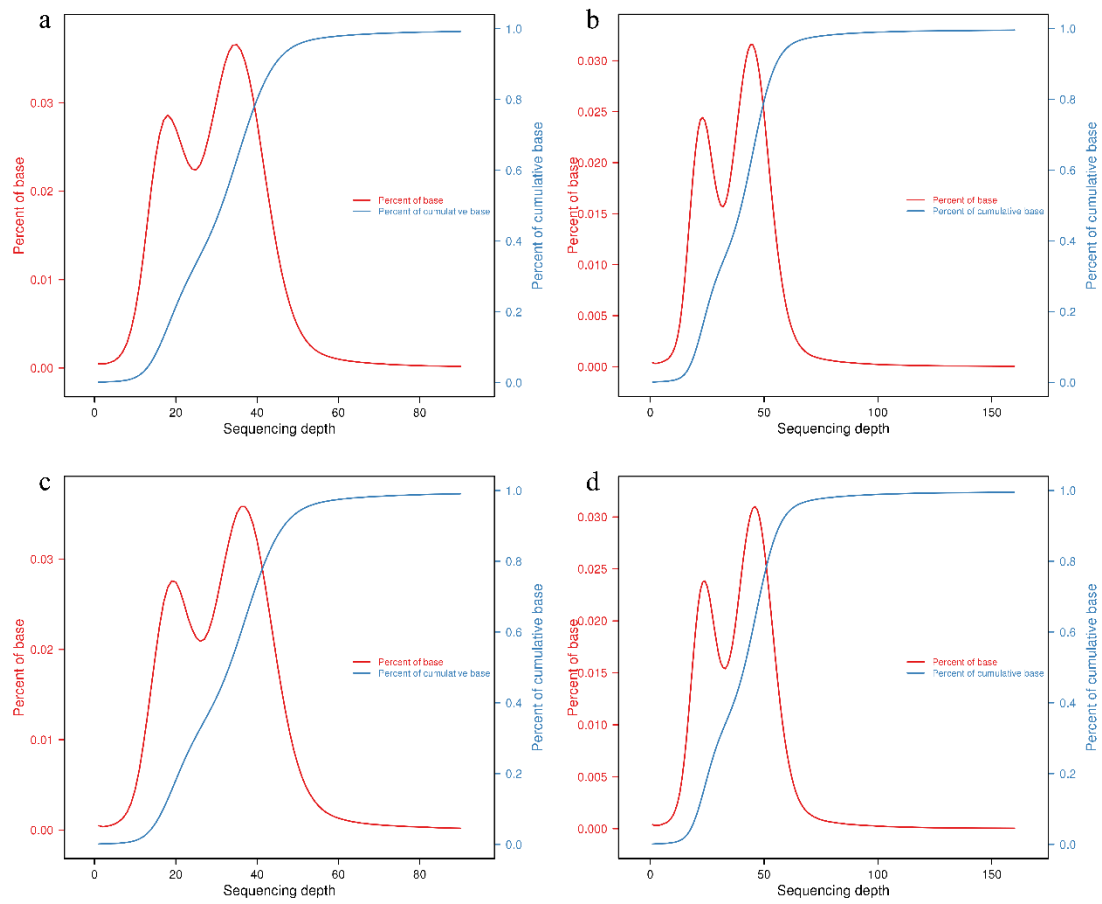 a
Percent of base
0.00
0.01
0.02
0.03
Percent of base
Percent of cumulative base
0.0
0.2
0.4
0.6
0.8
1.0
Percent of cumulative base
0
20
40
60
80
Sequencing depth
b
Percent of base
0.000
0.005
0.010
0.015
0.020
0.025
0.030
Percent of base
Percent of cumulative base
0.0
0.2
0.4
0.6
0.8
1.0
Percent of cumulative base
0
50
100
150
Sequencing depth
c
Percent of base
0.00
0.01
0.02
0.03
Percent of base
Percent of cumulative base
0.0
0.2
0.4
0.6
0.8
1.0
Percent of cumulative base
0
20
40
60
80
Sequencing depth
d
Percent of base
0.000
0.005
0.010
0.015
0.020
0.025
0.030
Percent of base
Percent of cumulative base
0.0
0.2
0.4
0.6
0.8
1.0
Percent of cumulative base
0
50
100
150
Sequencing depth